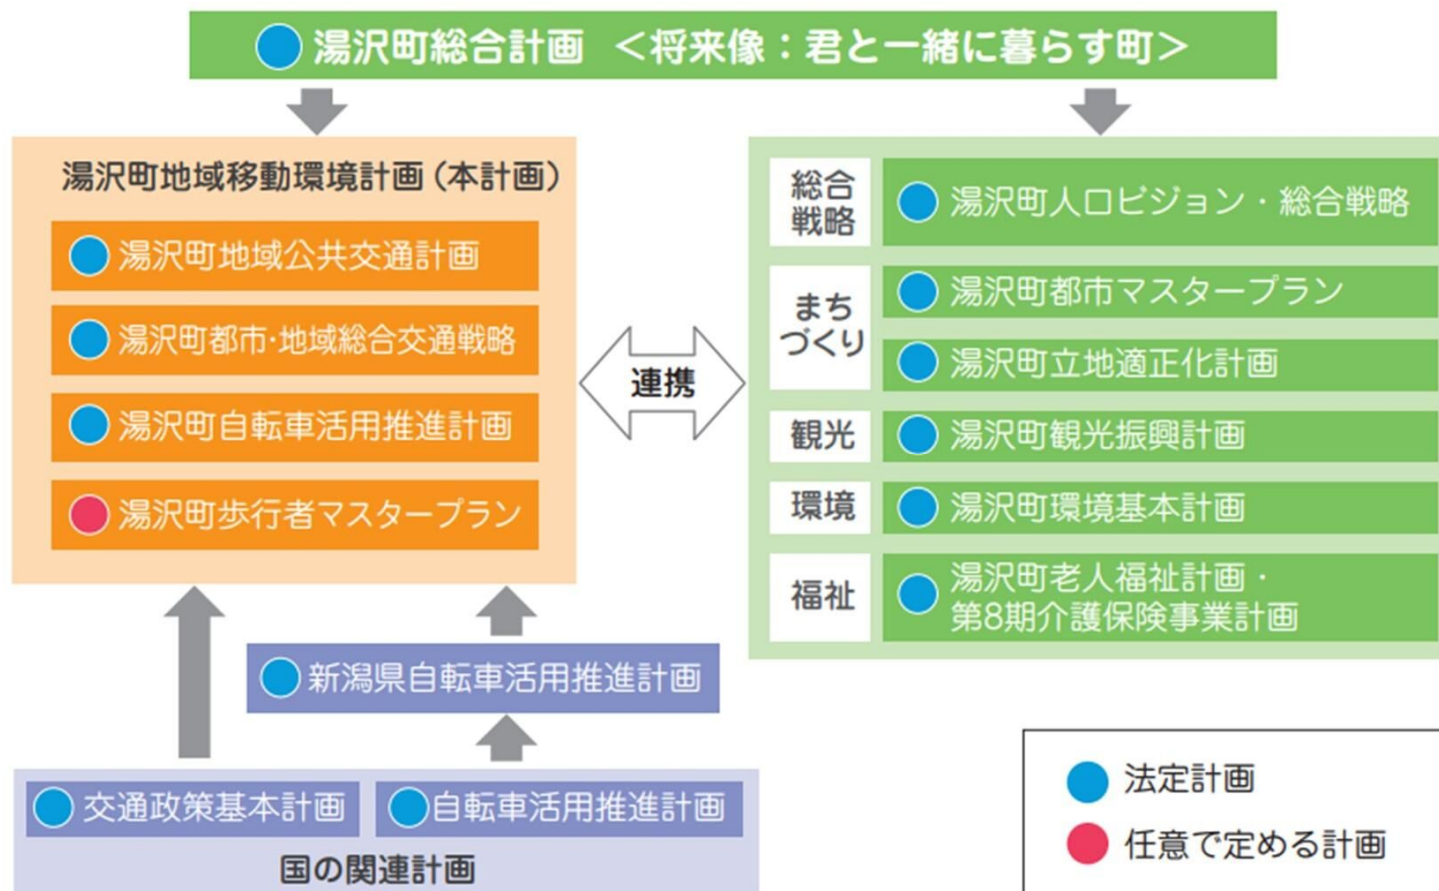 湯沢町総合計画 ＜将来像：君と一緒に暮らす町＞
湯沢町地域移動環境計画（本計画）
湯沢町地域公共交通計画
湯沢町都市・地域総合交通戦略
湯沢町自転車活用推進計画
湯沢町歩行者マスタープラン
連携
総合
戦略
湯沢町人口ビジョン・総合戦略
まち
づくり
湯沢町都市マスタープラン
湯沢町立地適正化計画
観光
湯沢町観光振興計画
環境
湯沢町環境基本計画
福祉
湯沢町老人福祉計画・
第8期介護保険事業計画
新潟県自転車活用推進計画
交通政策基本計画
自転車活用推進計画
国の関連計画
法定計画
任意で定める計画